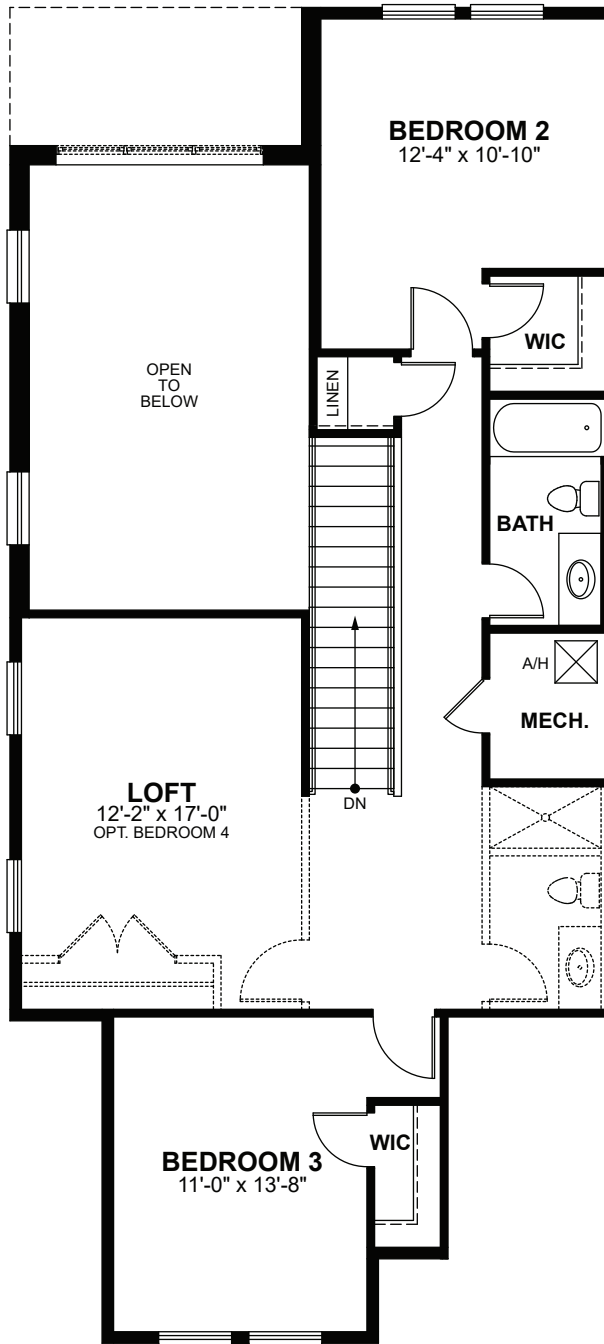 BEDROOM 2
12'-4" x 10'-10"
WIC
OPEN
TO
BELOW
LINEN
BATH
A/H
MECH.
LOFT
12'-2" x 17'-0"
OPT. BEDROOM 4
DN
WIC
BEDROOM 3
11'-0" x 13'-8"